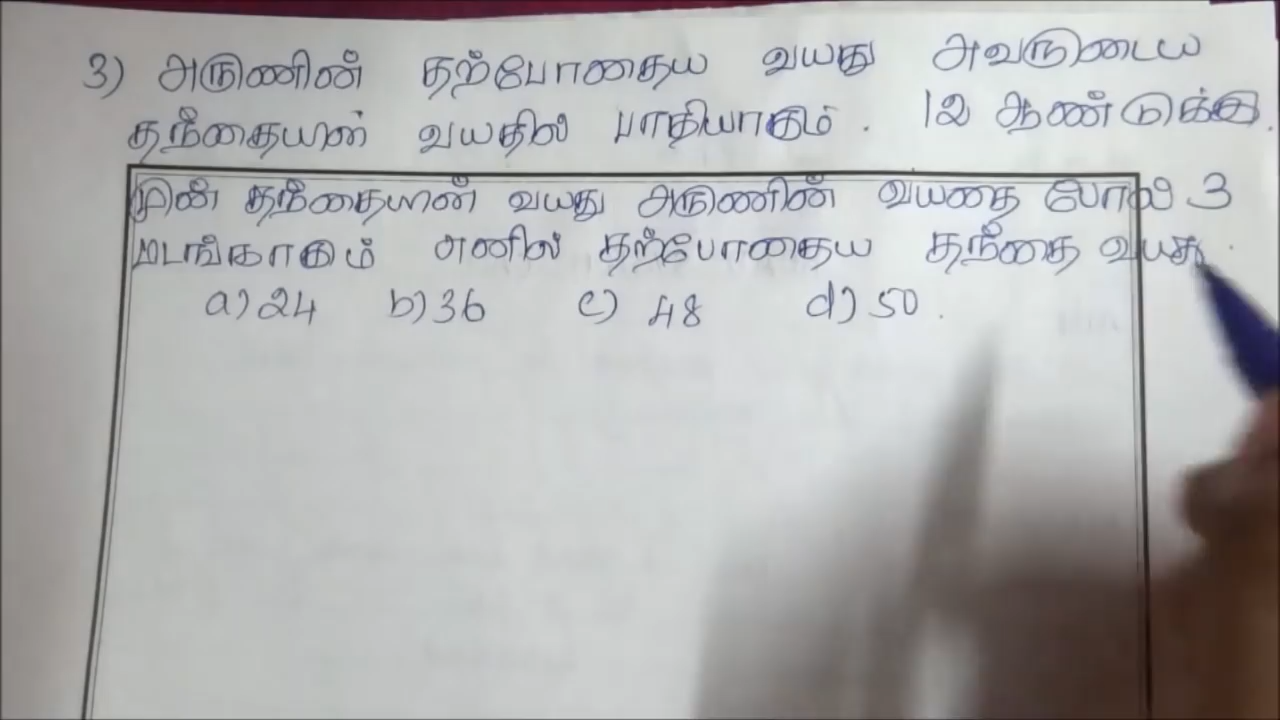 3) அருணின் தற்போதைய வயது அவருடைய
தந்தையின் வயதில் பாதியாகும். 12 ஆண்டுக்கு
முன் தந்தையின் வயது அருணின் வயதை போல் 3
மடங்காகும் எனில் தற்போதைய தந்தை வயது.
a) 24 b) 36 c) 48 d) 50.